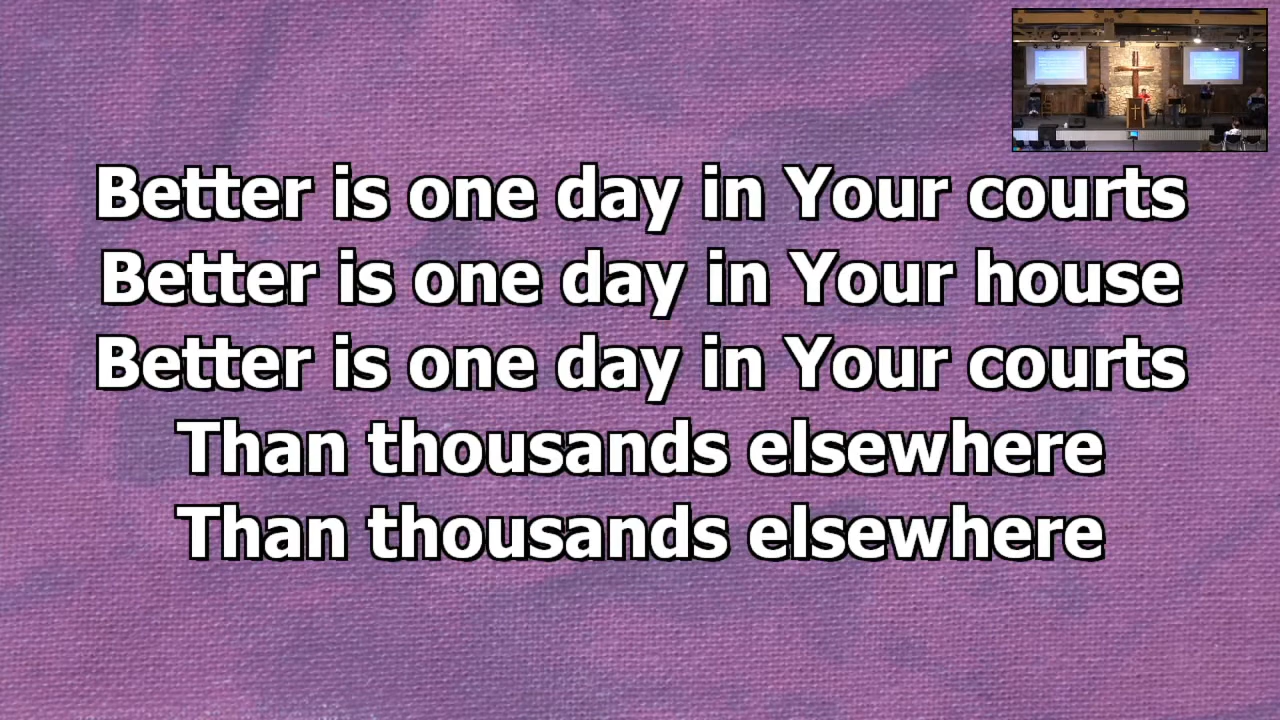 Better is one day in Your courts
Better is one day in Your house
Better is one day in Your courts
Than thousands elsewhere
Than thousands elsewhere